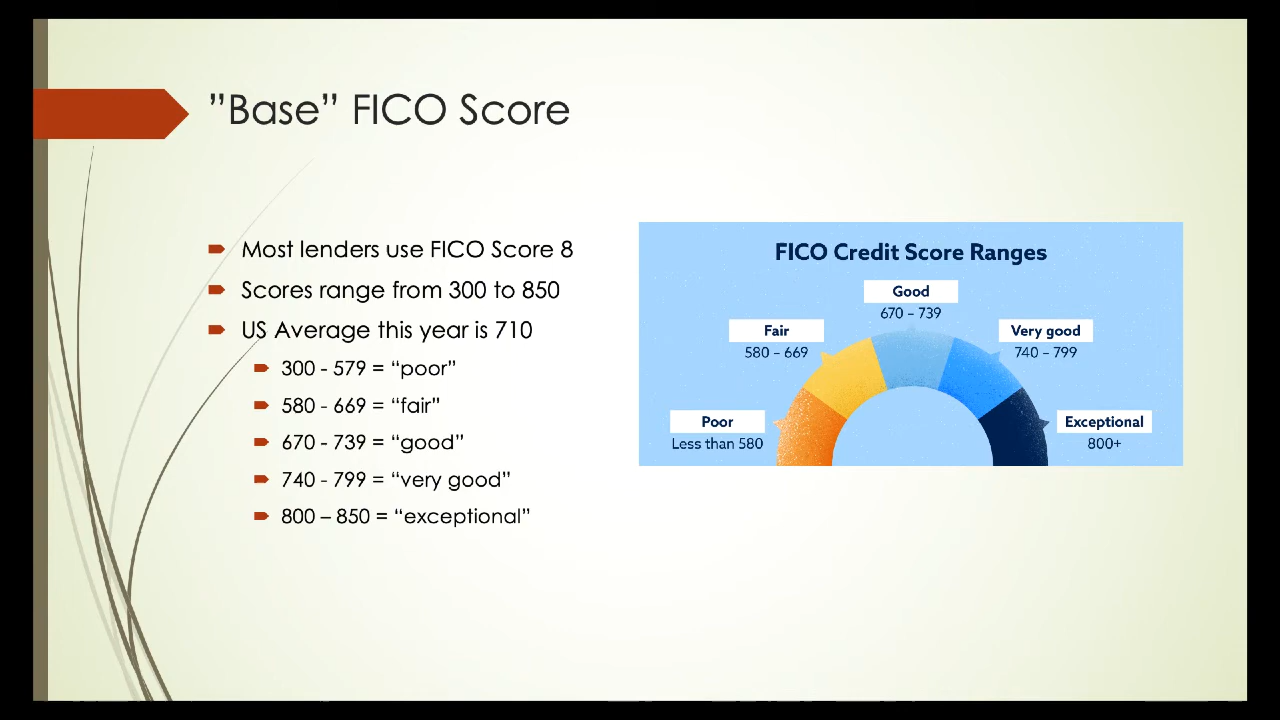 ”Base” FICO Score
Most lenders use FICO Score 8
Scores range from 300 to 850
US Average this year is 710
300 - 579 = “poor”
580 - 669 = “fair”
670 - 739 = “good”
740 - 799 = “very good”
800 – 850 = “exceptional”
FICO Credit Score Ranges
Good
670 – 739
Fair
580 – 669
Very good
740 – 799
Poor
Less than 580
Exceptional
800+